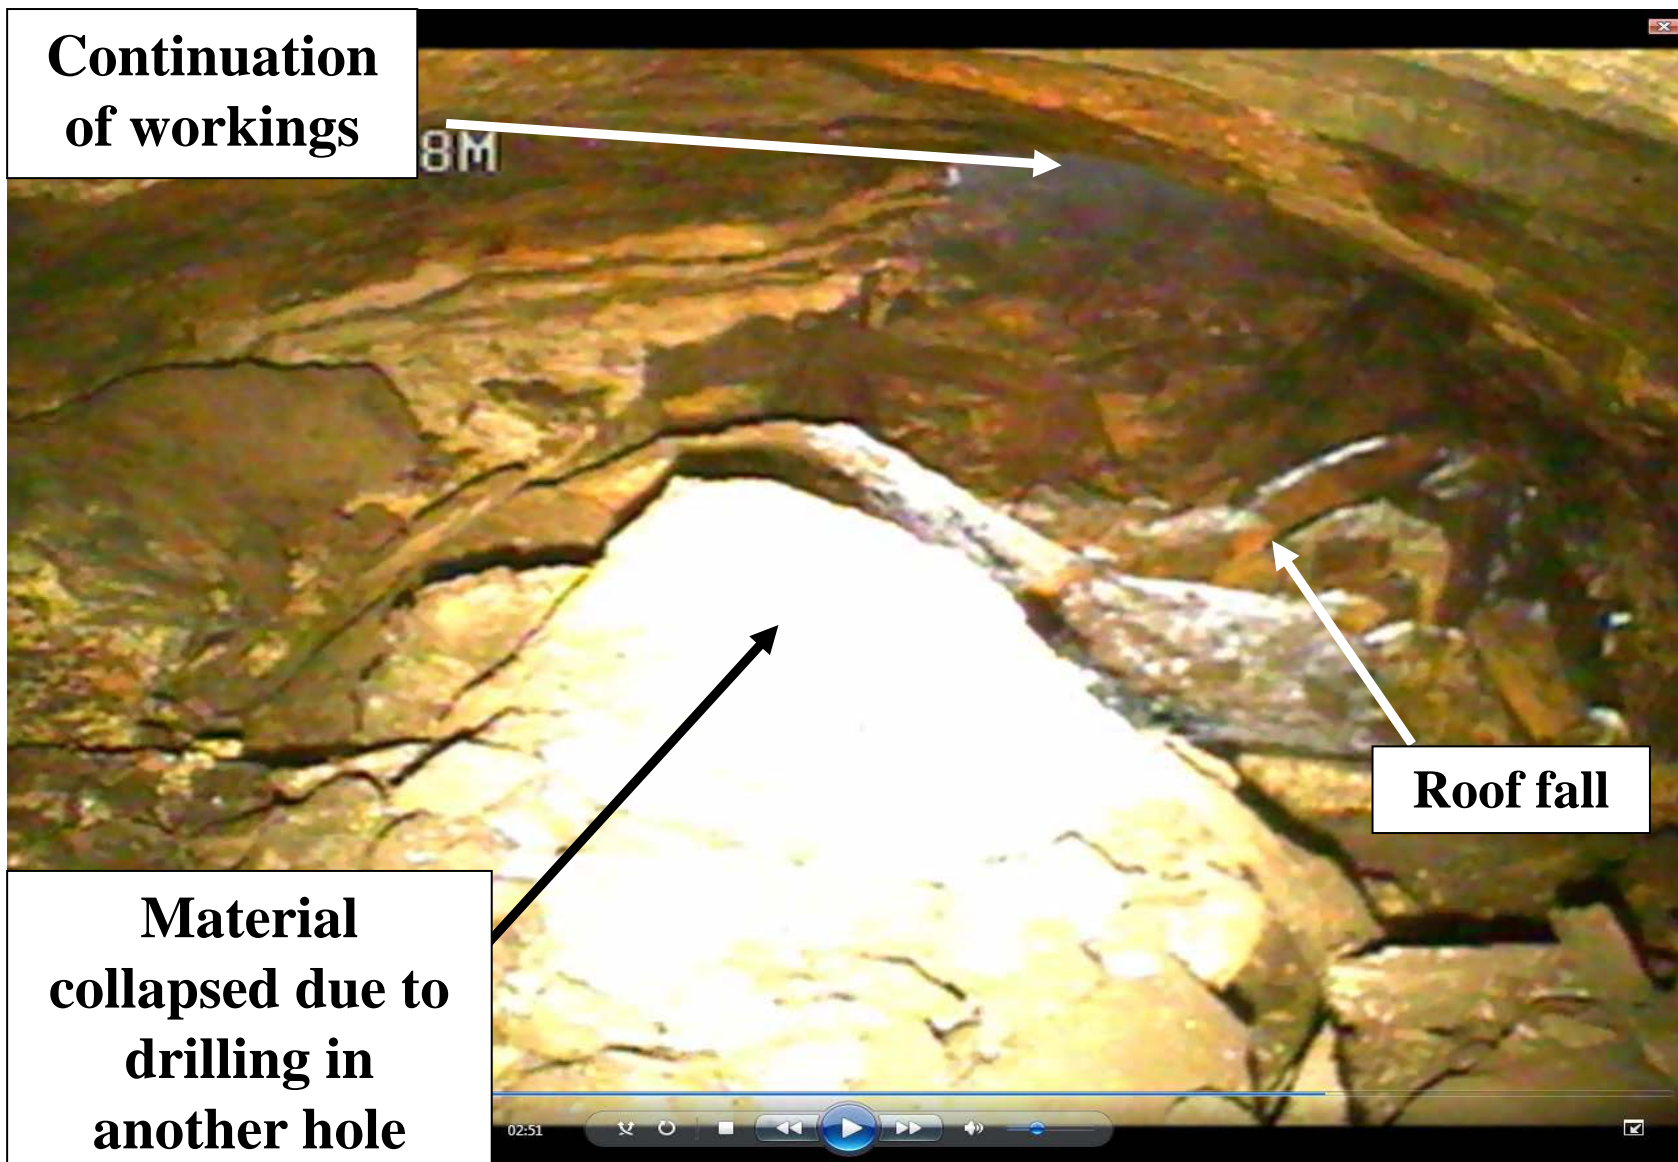 Continuation
of workings
8M
Roof fall
Material
collapsed due to
drilling in
another hole
02:51